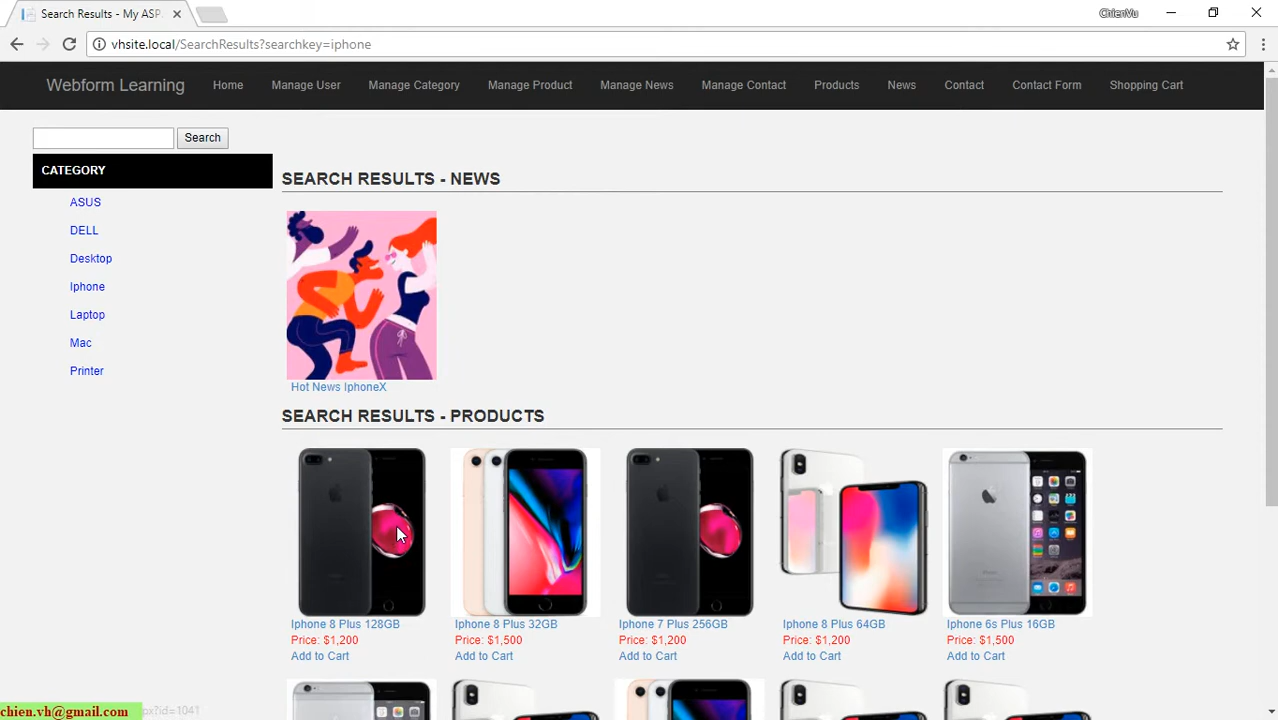 Search Results - My ASP.
ChienVu
vhsite.local/SearchResults?searchkey=iphone
Webform Learning Home Manage User Manage Category Manage Product Manage News Manage Contact Products News Contact Contact Form Shopping Cart
Search
CATEGORY
ASUS
DELL
Desktop
Iphone
Laptop
Mac
Printer
SEARCH RESULTS - NEWS
Hot News IphoneX
SEARCH RESULTS - PRODUCTS
Iphone 8 Plus 128GB Iphone 8 Plus 32GB Iphone 7 Plus 256GB Iphone 8 Plus 64GB Iphone 6s Plus 16GB
Price: $1,200 Price: $1,500 Price: $1,200 Price: $1,200 Price: $1,500
Add to Cart Add to Cart Add to Cart Add to Cart Add to Cart
chien.vh@gmail.com px?id=1041